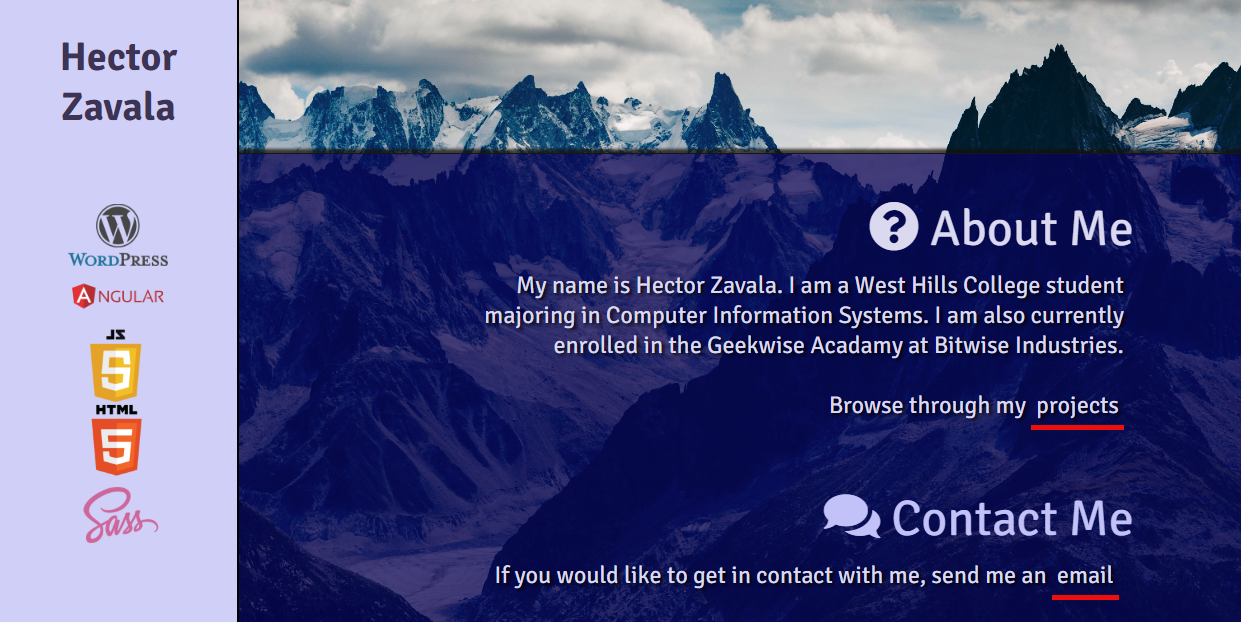 Hector
Zavala
WORDPRESS
ANGULAR
JS
5
HTML
5
Sass
? About Me
My name is Hector Zavala. I am a West Hills College student
majoring in Computer Information Systems. I am also currently
enrolled in the Geekwise Acadamy at Bitwise Industries.
Browse through my projects
Contact Me
If you would like to get in contact with me, send me an email